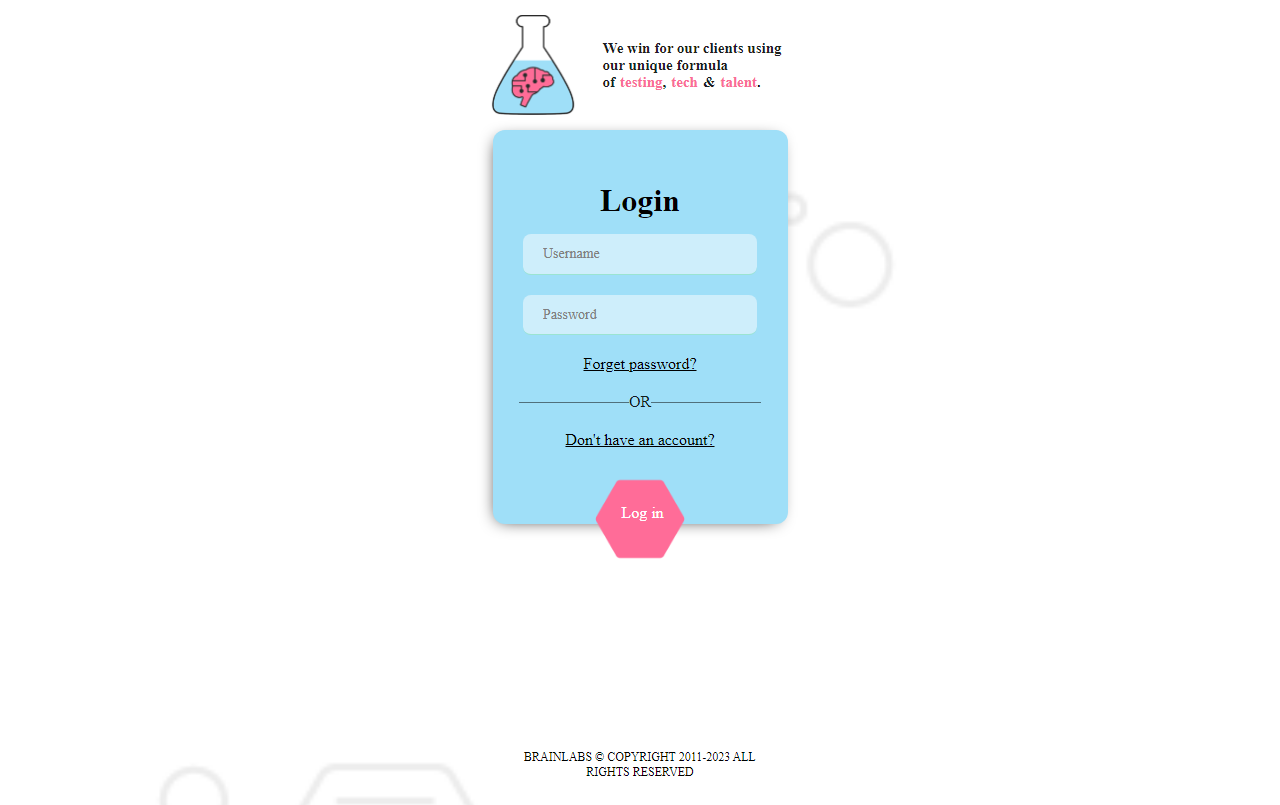 We win for our clients using
our unique formula
of testing, tech & talent.
Login
Username
Password
Forget password?
OR
Don't have an account?
Log in
BRAINLABS © COPYRIGHT 2011-2023 ALL
RIGHTS RESERVED